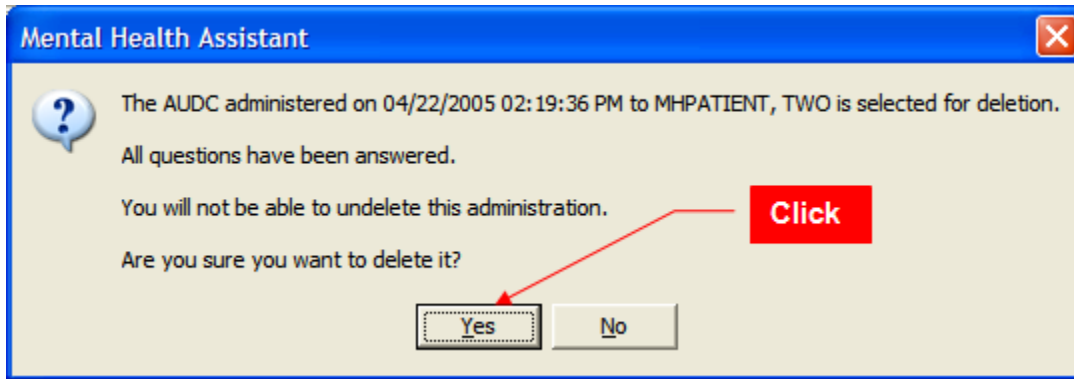 Mental Health Assistant
The AUDC administered on 04/22/2005 02:19:36 PM to MHPATIENT, TWO is selected for deletion.
All questions have been answered.
You will not be able to undelete this administration.
Click
Are you sure you want to delete it?
Yes No